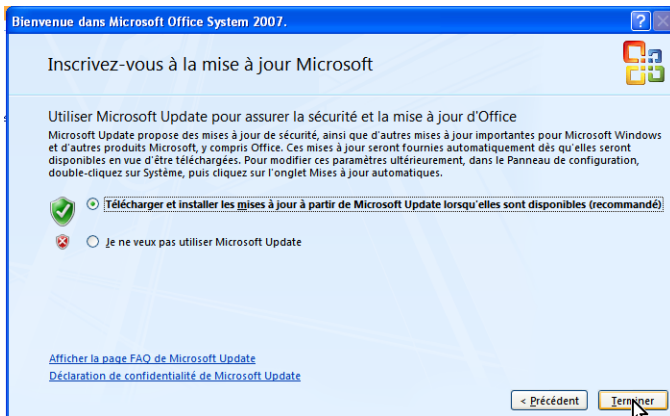 Bienvenue dans Microsoft Office System 2007.
Inscrivez-vous à la mise à jour Microsoft
Utiliser Microsoft Update pour assurer la sécurité et la mise à jour d'Office
Microsoft Update propose des mises à jour de sécurité, ainsi que d'autres mises à jour importantes pour Microsoft Windows
et d'autres produits Microsoft, y compris Office. Ces mises à jour seront fournies automatiquement dès qu'elles seront
disponibles en vue d'être téléchargées. Pour modifier ces paramètres ultérieurement, dans le Panneau de configuration,
double-cliquez sur Système, puis cliquez sur l'onglet Mises à jour automatiques.
Télécharger et installer les mises à jour à partir de Microsoft Update lorsqu'elles sont disponibles (recommandé)
Je ne veux pas utiliser Microsoft Update
Afficher la page FAQ de Microsoft Update
Déclaration de confidentialité de Microsoft Update
< Précédent
Terminer